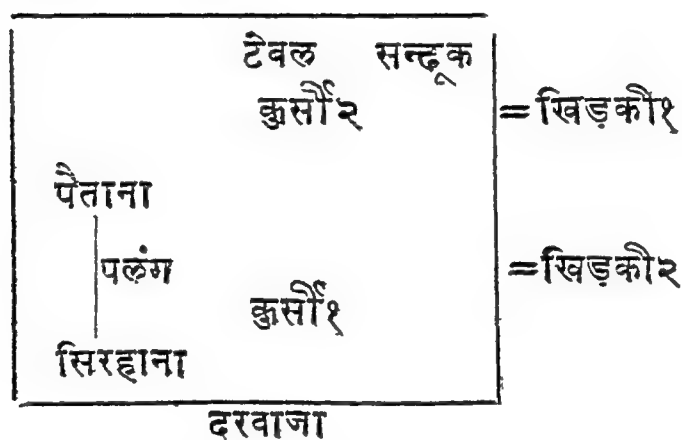 टेवल सन्दूक
कुर्सी२ =खिड़की१
पैताना
पलंग =खिड़की२
कुर्सी१
सिरहाना
दरवाजा